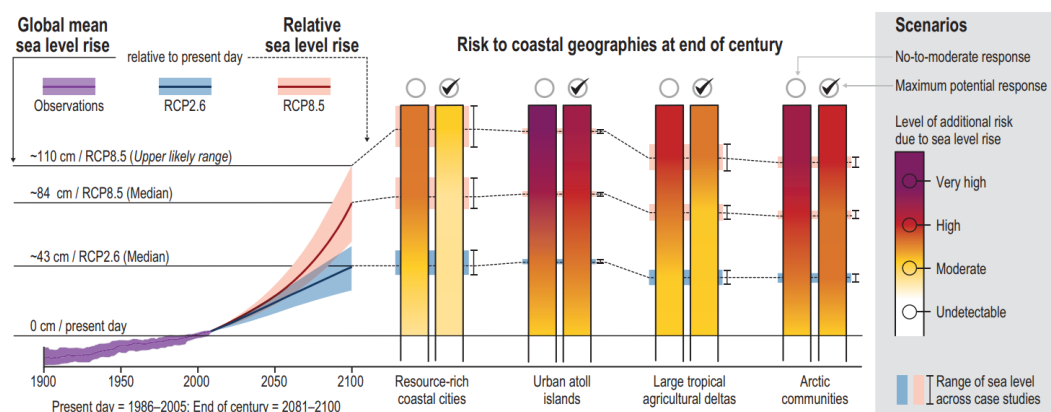 Global mean
sea level rise
Relative
sea level rise
relative to present day
Observations
RCP2.6
RCP8.5
~110 cm / RCP8.5 (Upper likely range)
~84 cm / RCP8.5 (Median)
~43 cm / RCP2.6 (Median)
0 cm / present day
1900
1950
2000
2050
2100
Present day = 1986–2005; End of century = 2081–2100
Risk to coastal geographies at end of century
Resource-rich
coastal cities
Urban atoll
islands
Large tropical
agricultural deltas
Arctic
communities
Scenarios
No-to-moderate response
Maximum potential response
Level of additional risk
due to sea level rise
Very high
High
Moderate
Undetectable
Range of sea level
across case studies